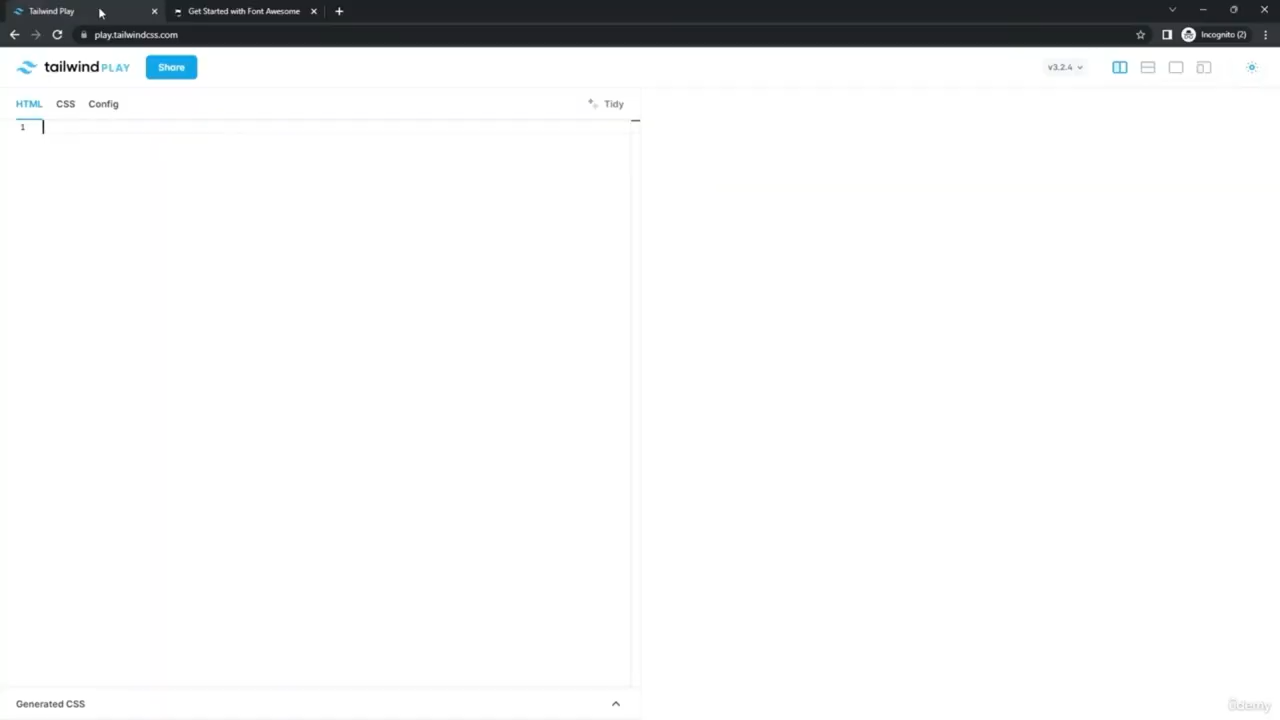 Tailwind Play
Get Started with Font Awesome
play.tailwindcss.com
Incognito (2)
tailwind PLAY
Share
v3.2.4
HTML
CSS
Config
Tidy
1
Generated CSS
ûdemy